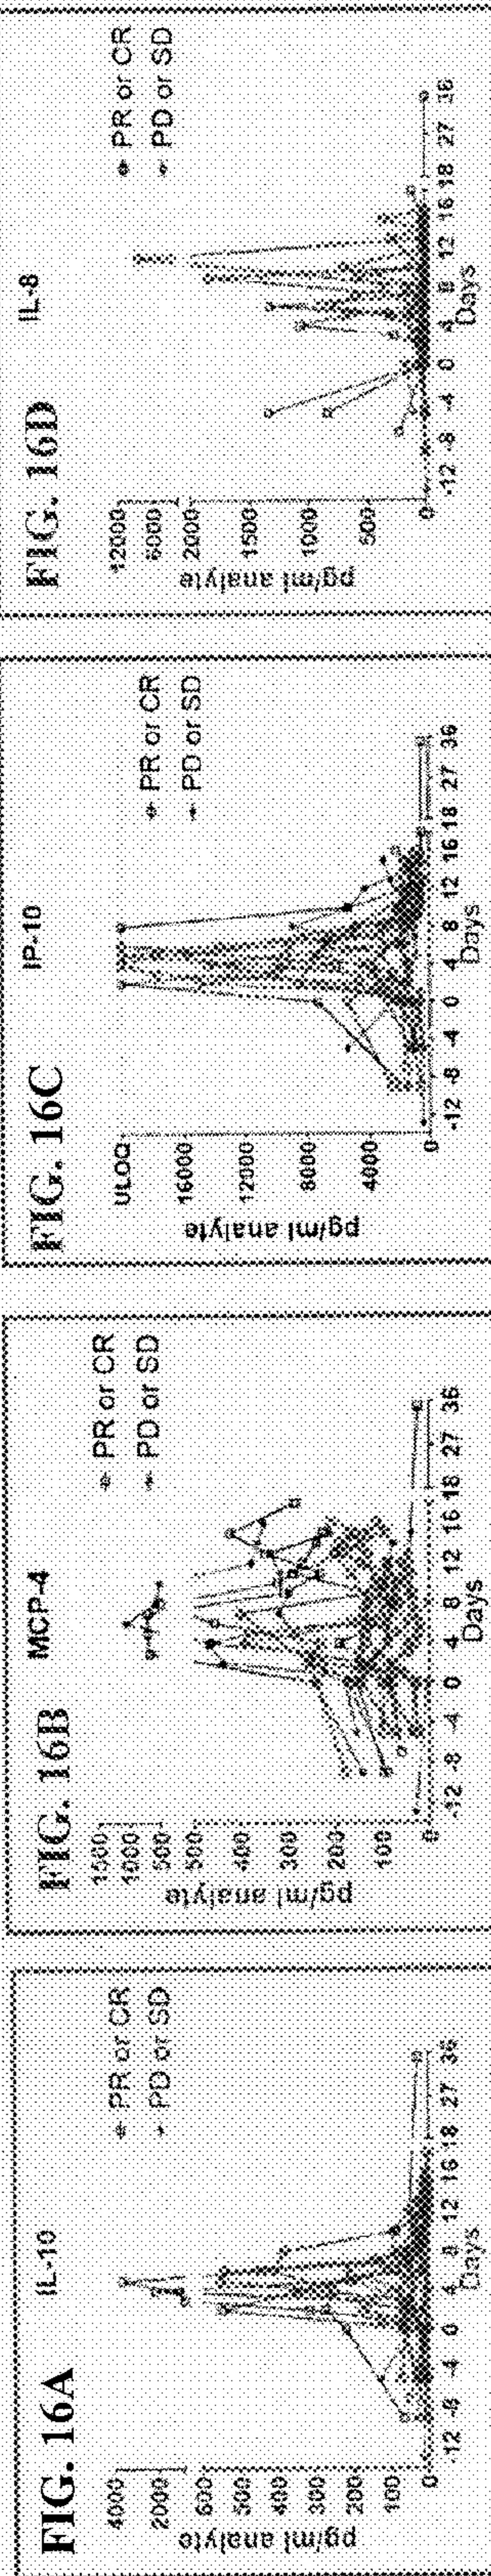 FIG. 16A
IL-10
PR or CR
PD or SD
pg/ml analyte
4000
2000
600
400
300
200
100
0
-12 -8 -4 0 4 8 12 16 18 27 36
Days
FIG. 16B
MCP-4
PR or CR
PD or SD
pg/ml analyte
1500
1000
500
500
400
300
200
100
0
-12 -8 -4 0 4 8 12 16 18 27 36
Days
FIG. 16C
IP-10
PR or CR
PD or SD
pg/ml analyte
ULOQ
16000
12000
8000
4000
0
-12 -8 -4 0 4 8 12 16 18 27 36
Days
FIG. 16D
IL-8
PR or CR
PD or SD
pg/ml analyte
12000
6000
2000
1500
1000
500
0
-12 -8 -4 0 4 8 12 16 18 27 36
Days